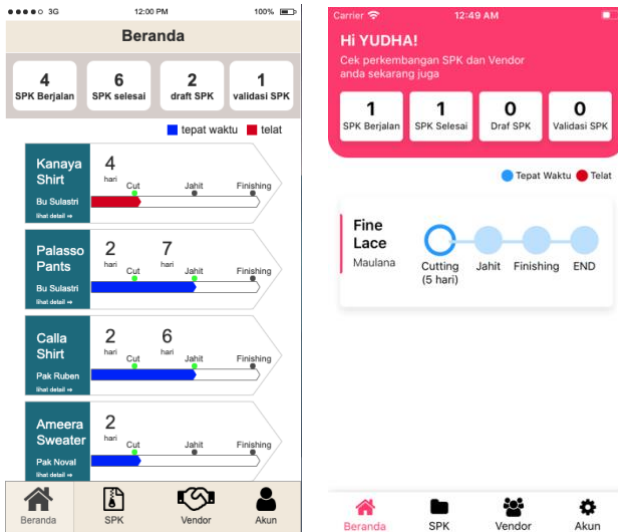 3G 12:00 PM 100%
Beranda
4 6 2 1
SPK Berjalan SPK selesai draft SPK validasi SPK
tepat waktu telat
Kanaya
Shirt
Bu Sulastri
lihat detail ⇒
4
hari
Cut Jahit Finishing
Palasso
Pants
Bu Sulastri
lihat detail ⇒
2 7
hari hari
Cut Jahit Finishing
Calla
Shirt
Pak Ruben
lihat detail ⇒
2 6
hari hari
Cut Jahit Finishing
Ameera
Sweater
Pak Noval
lihat detail ⇒
2
hari
Cut Jahit Finishing
Beranda SPK Vendor Akun
Carrier 12:49 AM
Hi YUDHA!
Cek perkembangan SPK dan Vendor
anda sekarang juga
1 1 0 0
SPK Berjalan SPK Selesai Draf SPK Validasi SPK
Tepat Waktu Telat
Fine
Lace
Maulana
Cutting Jahit Finishing END
(5 hari)
Beranda SPK Vendor Akun